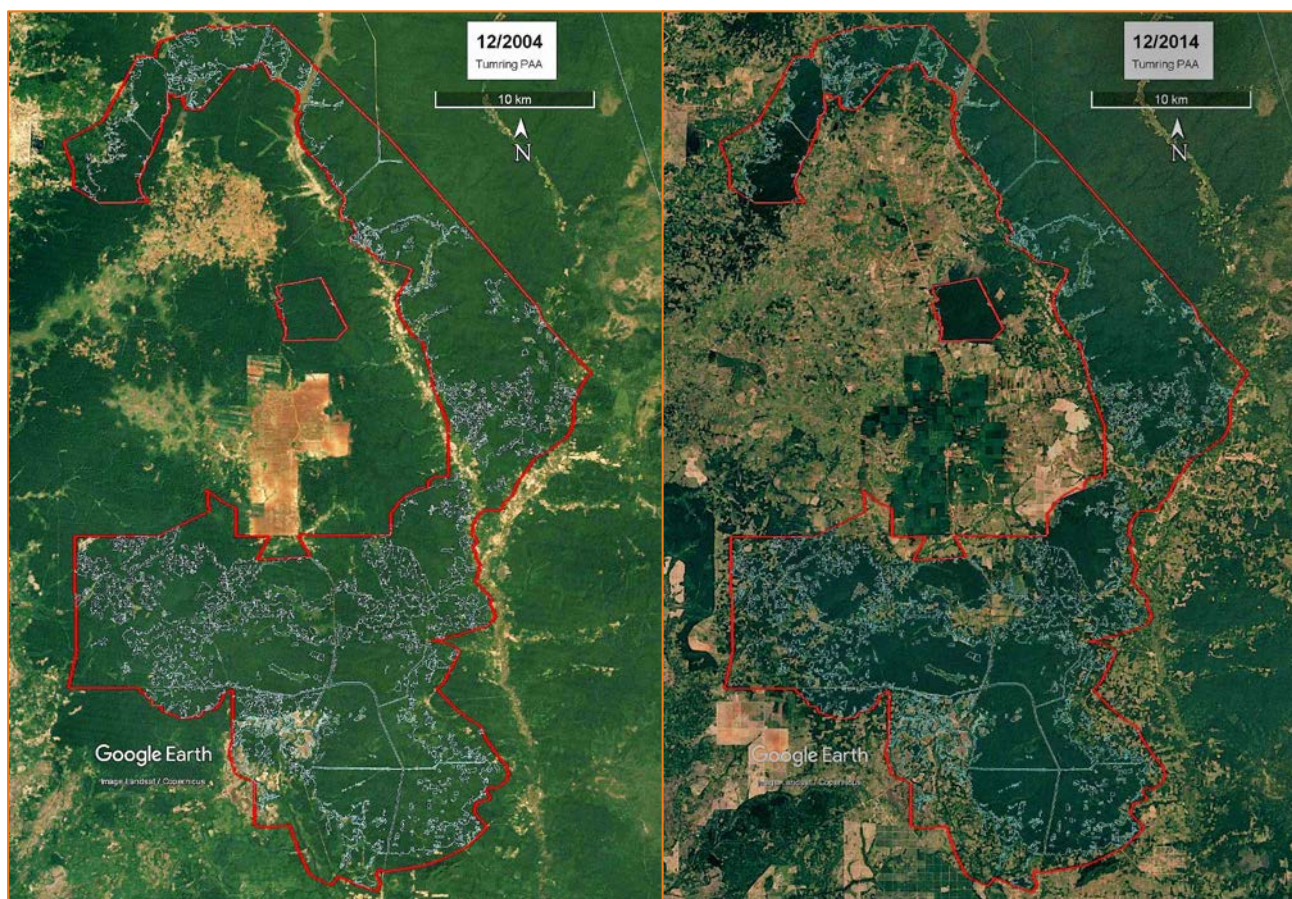 12/2004
Tumring PAA
10 km
N
Google Earth
Image Landsat / Copernicus
12/2014
Tumring PAA
10 km
N
Google Earth
Image Landsat / Copernicus